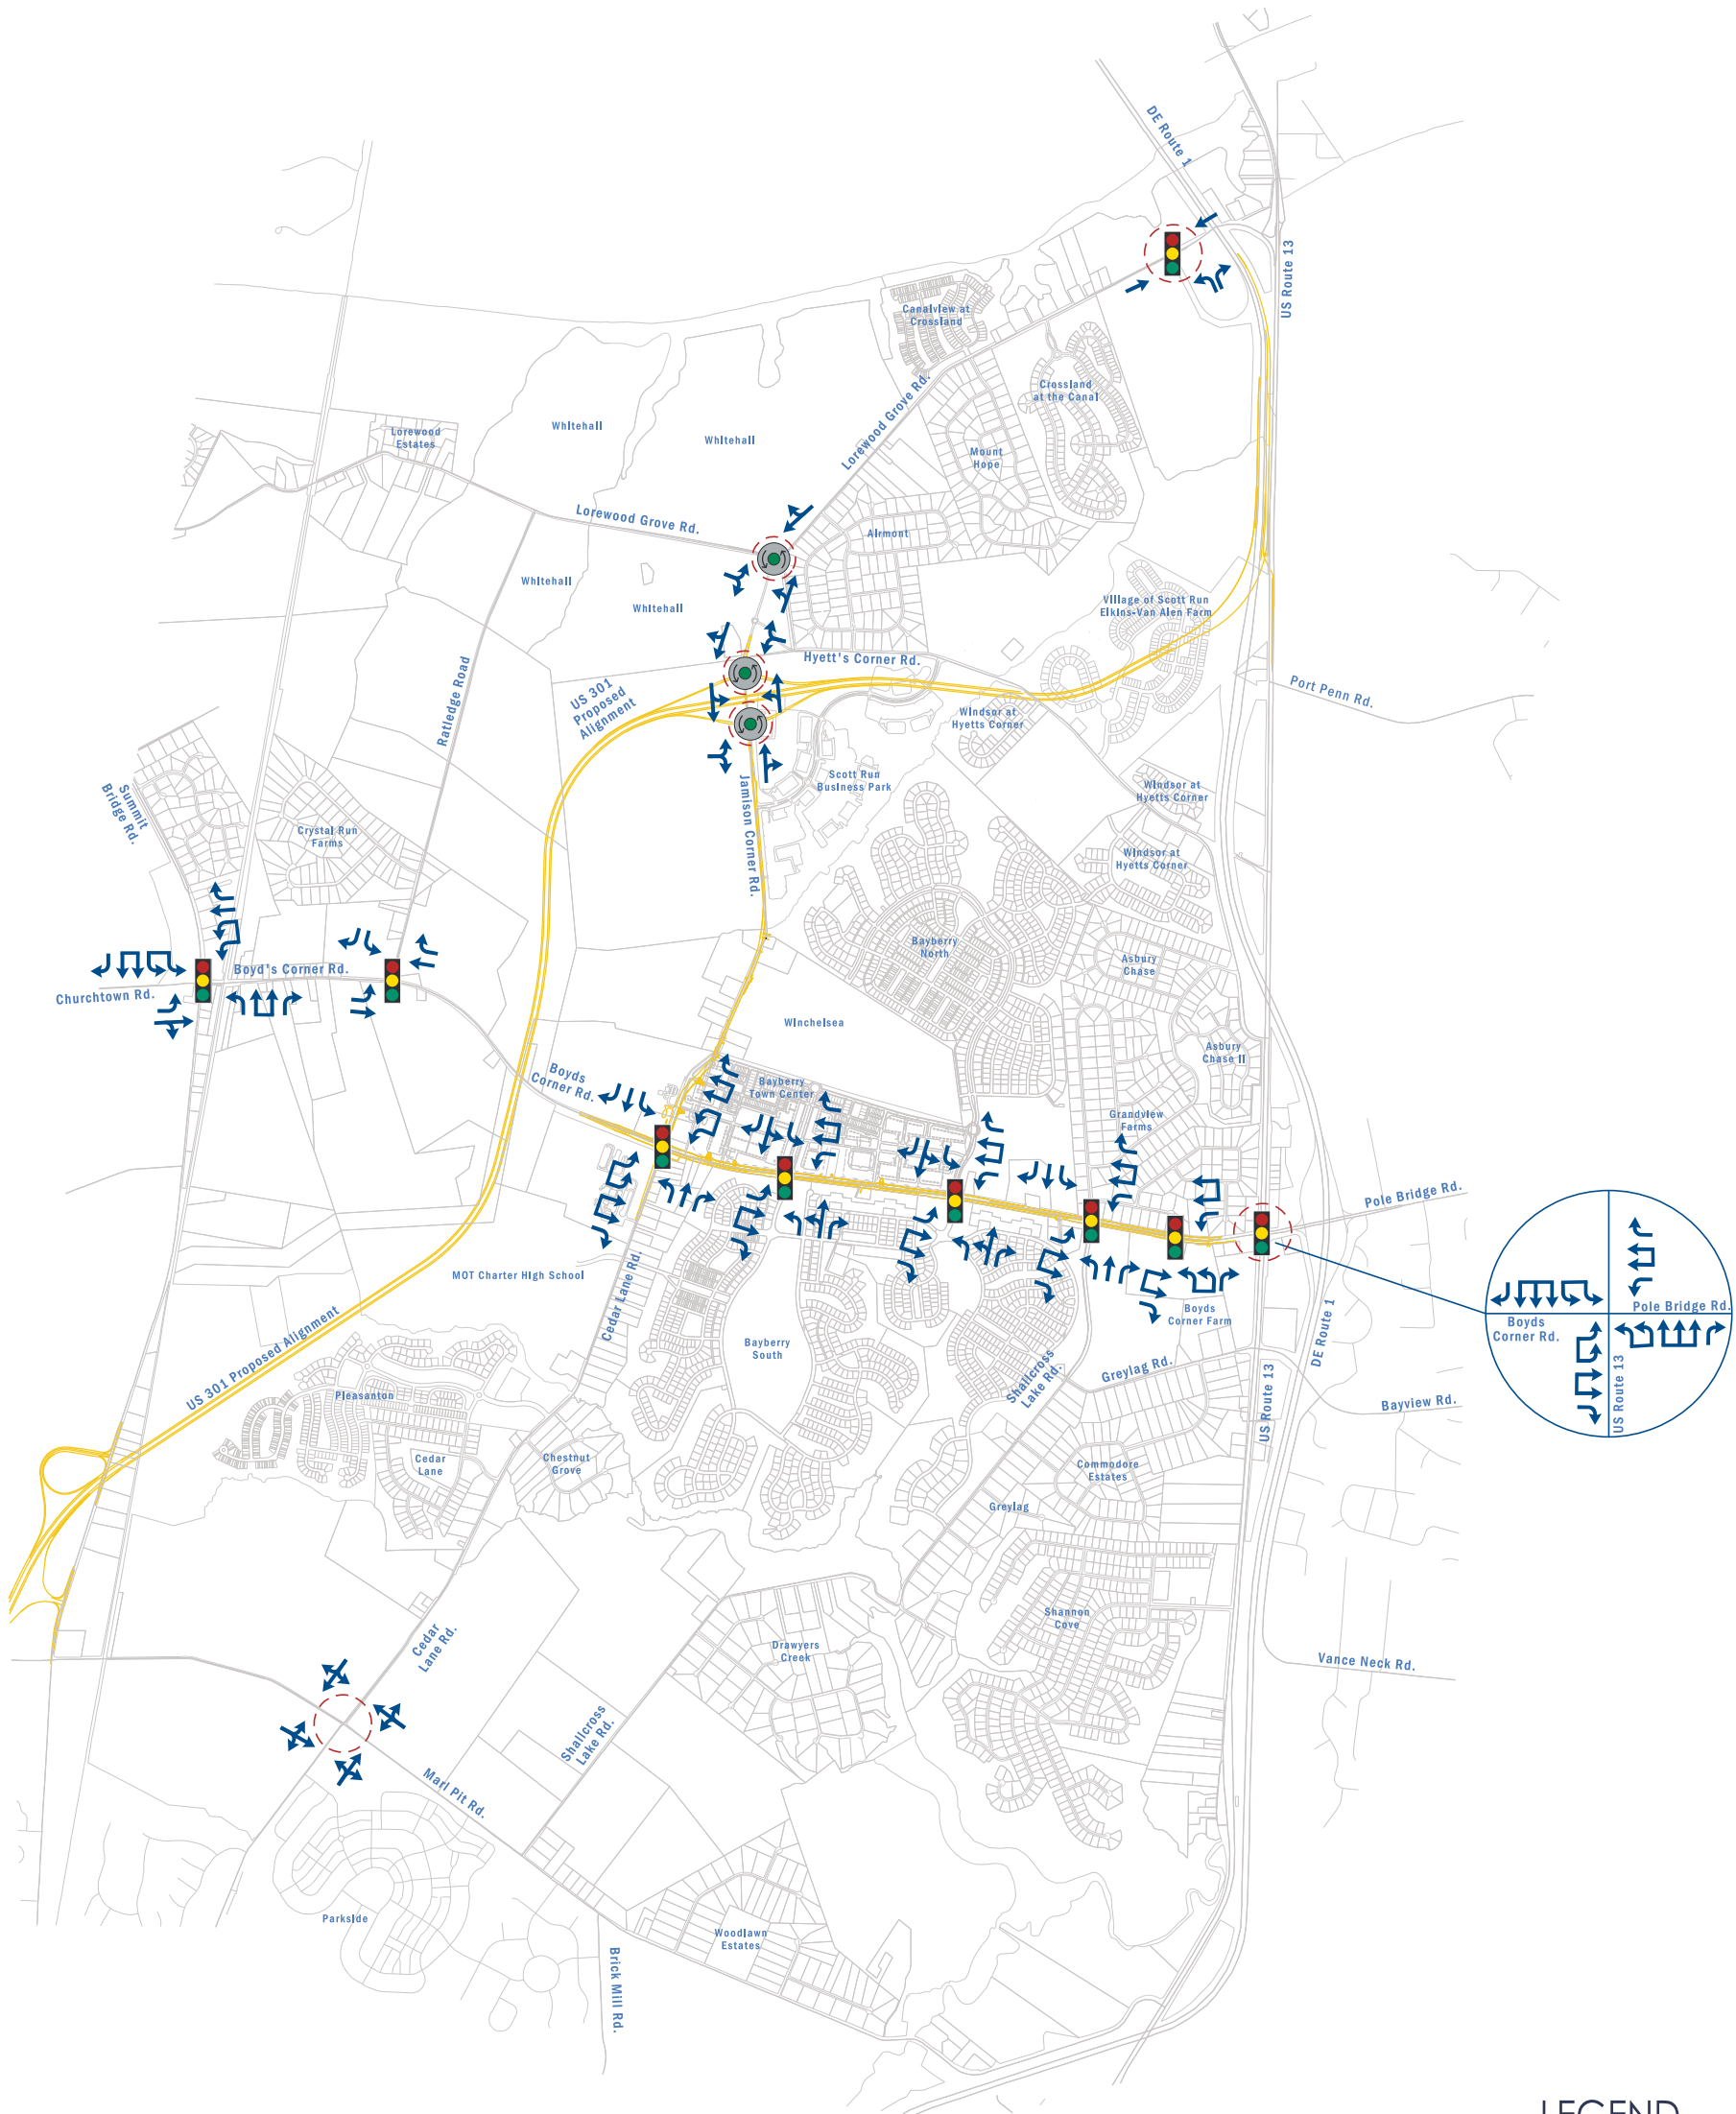 DE Route 1
US Route 13
Canalview at
Crossland
Crossland
at the Canal
Lorewood Grove Rd.
Lorewood
Estates
Whitehall
Whitehall
Mount
Hope
Lorewood Grove Rd.
Airmont
Whitehall
Whitehall
Village of Scott Run
Elkins-Van Alen Farm
Hyett's Corner Rd.
Ratledge Road
US 301
Proposed
Alignment
Port Penn Rd.
Windsor at
Hyetts Corner
Jamison Corner Rd.
Scott Run
Business Park
Summit
Bridge Rd.
Windsor at
Hyetts Corner
Crystal Run
Farms
Windsor at
Hyetts Corner
Bayberry
North
Asbury
Chase
Boyd's Corner Rd.
Churchtown Rd.
Winchelsea
Asbury
Chase II
Boyds
Corner Rd.
Bayberry
Town Center
Grandview
Farms
Pole Bridge Rd.
MOT Charter High School
Cedar Lane Rd.
Boyds
Corner Farm
Pole Bridge Rd.
Boyds
Corner Rd.
US Route 13
US 301 Proposed Alignment
Bayberry
South
Shallcross
Lake Rd.
Greylag Rd.
US Route 13
DE Route 1
Bayview Rd.
Pleasanton
Cedar
Lane
Chestnut
Grove
Commodore
Estates
Greylag
Shannon
Cove
Cedar
Lane Rd.
Drawyers
Creek
Vance Neck Rd.
Shallcross
Lake Rd.
Marl Pit Rd.
Parkside
Woodlawn
Estates
Brick Mill Rd.
LEGEND